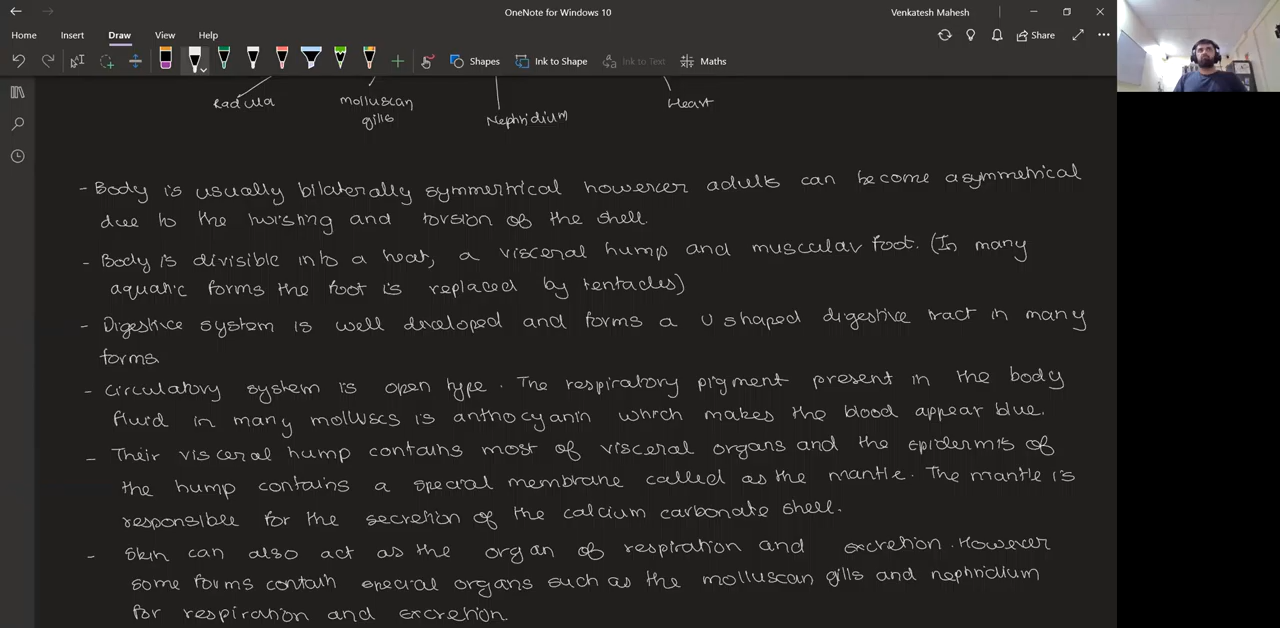 OneNote for Windows 10
Venkatesh Mahesh
Home Insert Draw View Help
Share
Shapes Ink to Shape Ink to Text Maths
Radula molluscan gills Nephridium Heart
- Body is usually bilaterally symmetrical however adults can become asymmetrical
due to the twisting and torsion of the shell.
- Body is divisible into a heat, a visceral hump and muscular foot. (In many
aquatic forms the foot is replaced by tentacles)
- Digestive system is well developed and forms a U shaped digestive tract in many
forms.
- Circulatory system is open type. The respiratory pigment present in the body
fluid in many molluscs is anthocyanin which makes the blood appear blue.
- Their visceral hump contains most of visceral organs and the epidermis of
the hump contains a special membrane called as the mantle. The mantle is
responsible for the secretion of the calcium carbonate shell.
- Skin can also act as the organ of respiration and excretion. However
some forms contain special organs such as the molluscan gills and nephridium
for respiration and excretion.